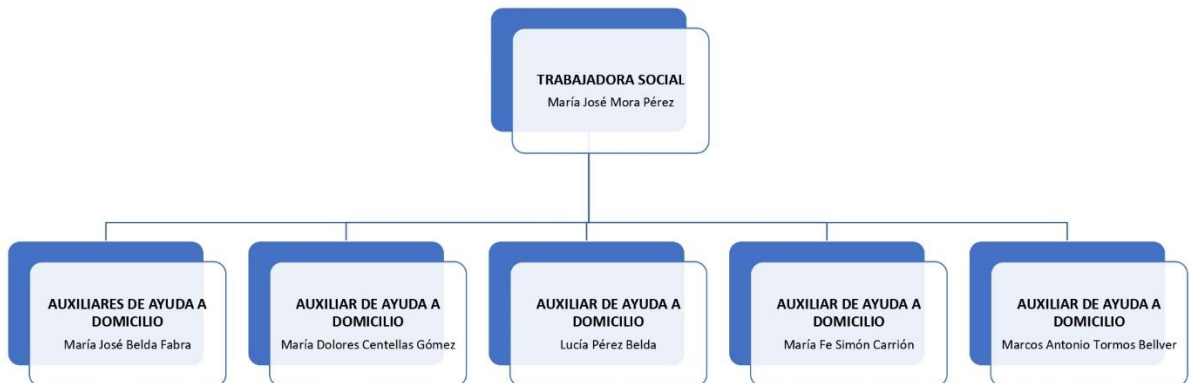 TRABAJADORA SOCIAL
María José Mora Pérez
AUXILIARES DE AYUDA A
DOMICILIO
María José Belda Fabra
AUXILIAR DE AYUDA A
DOMICILIO
María Dolores Centellas Gómez
AUXILIAR DE AYUDA A
DOMICILIO
Lucía Pérez Belda
AUXILIAR DE AYUDA A
DOMICILIO
María Fe Simón Carrión
AUXILIAR DE AYUDA A
DOMICILIO
Marcos Antonio Tormos Bellver